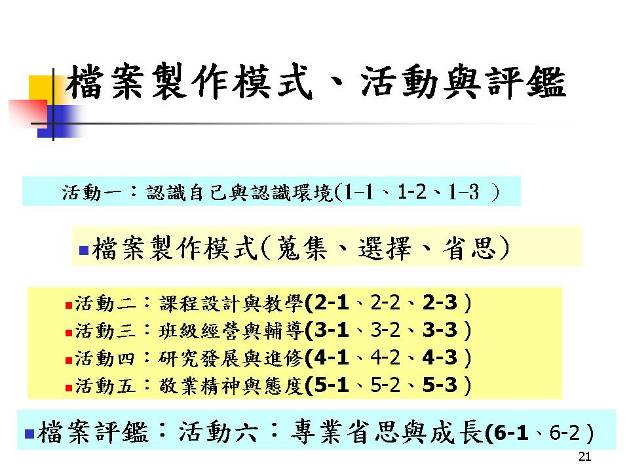 檔案製作模式、活動與評鑑
活動一：認識自己與認識環境(1-1、1-2、1-3 )
檔案製作模式(蒐集、選擇、省思)
活動二：課程設計與教學(2-1、2-2、2-3 )
活動三：班級經營與輔導(3-1、3-2、3-3 )
活動四：研究發展與進修(4-1、4-2、4-3 )
活動五：敬業精神與態度(5-1、5-2、5-3 )
檔案評鑑：活動六：專業省思與成長(6-1、6-2 )
21